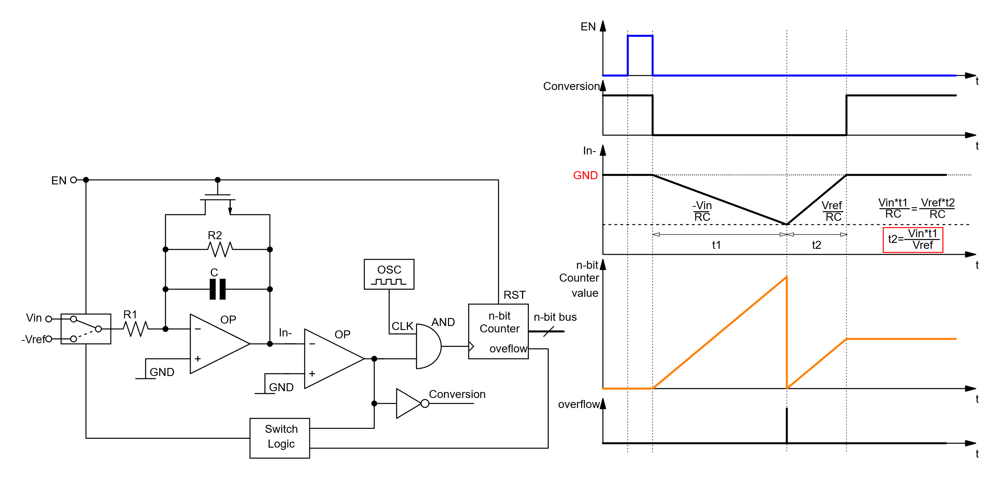 EN
R2
C
Vin
-Vref
R1
OP
GND
In-
OP
GND
OSC
CLK
AND
RST
n-bit
Counter
oveflow
n-bit bus
Conversion
Switch
Logic
EN
t
Conversion
t
In-
GND
-Vin
RC
Vref
RC
Vin*t1
RC
=
Vref*t2
RC
t2=
Vin*t1
Vref
t1
t2
t
n-bit
Counter
value
t
overflow
t